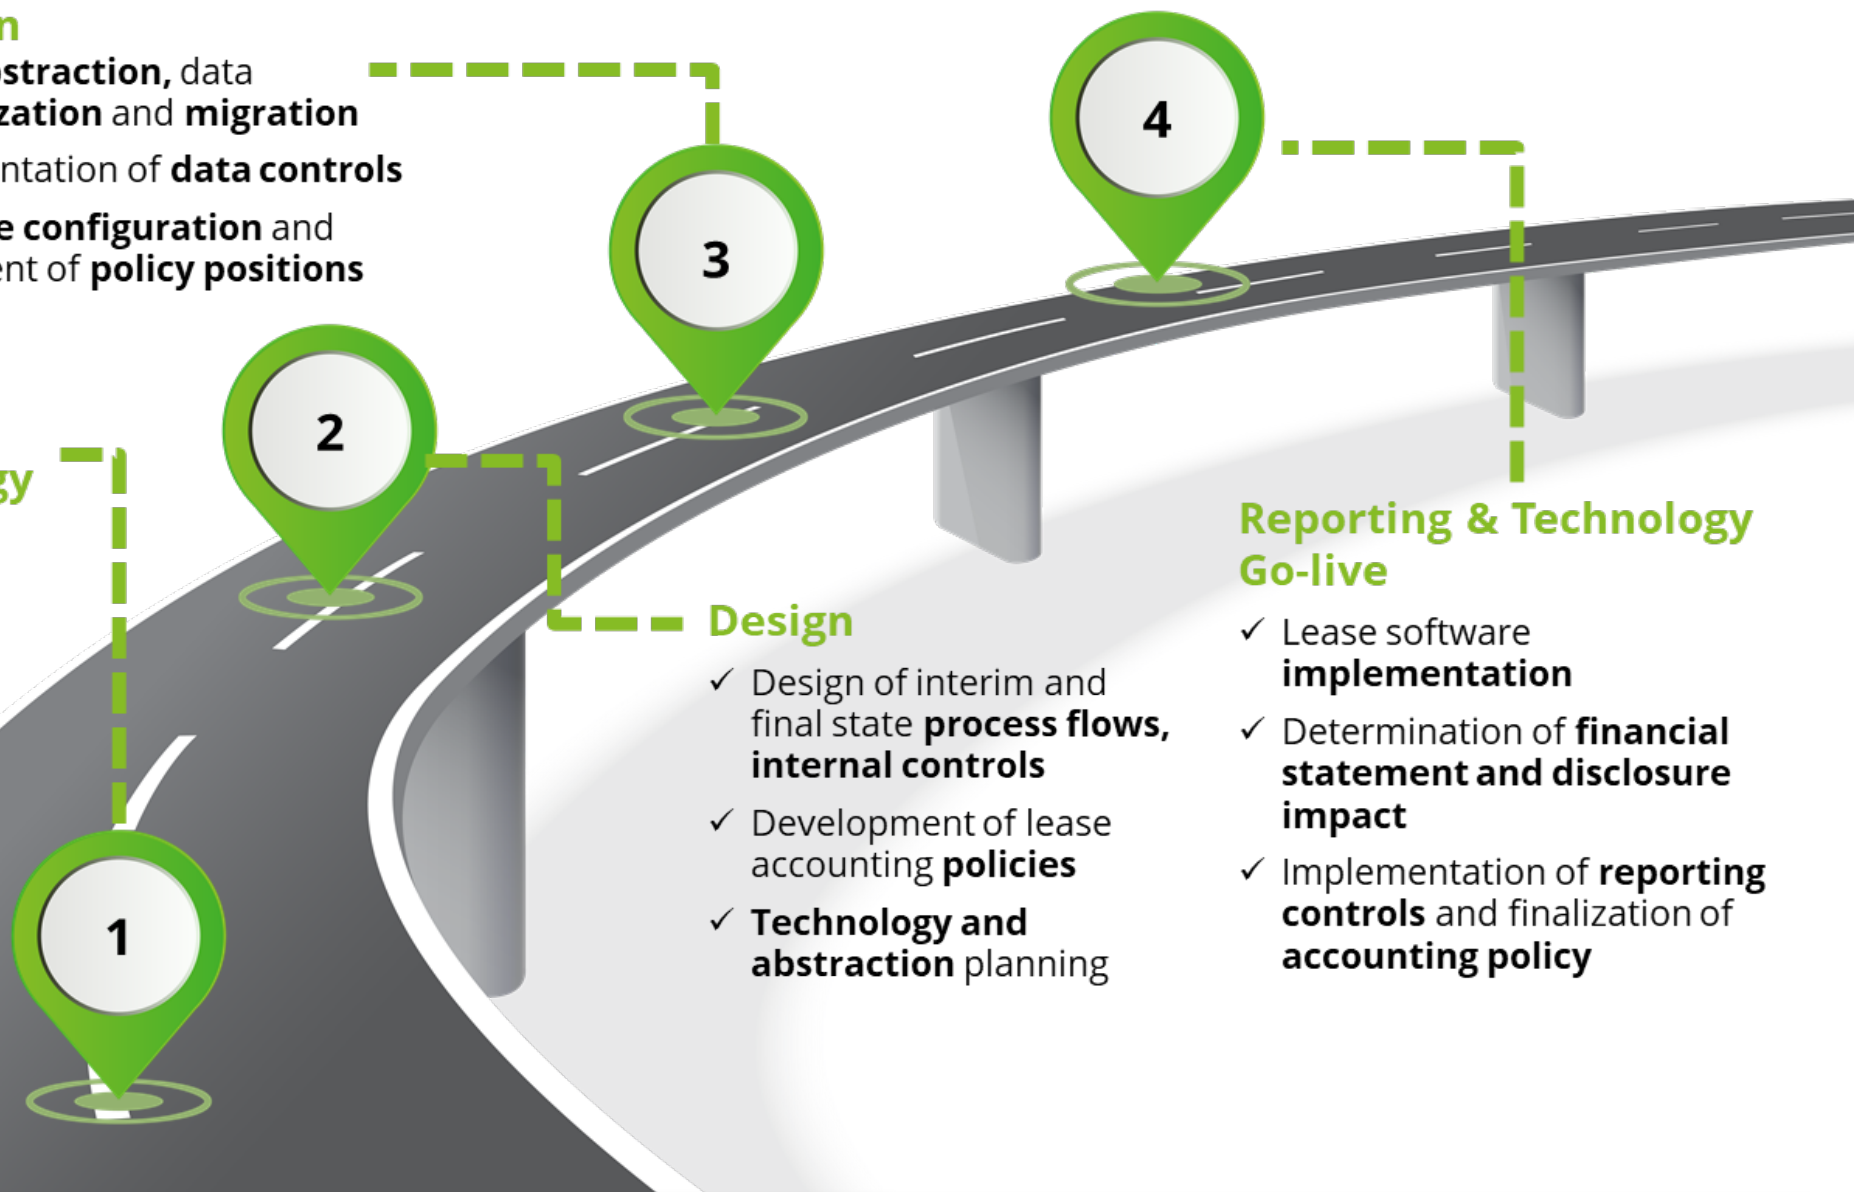 n
straction, data
zation and migration
ntation of data controls
e configuration and
ent of policy positions
gy
1
2
3
4
Design
✓ Design of interim and
final state process flows,
internal controls
✓ Development of lease
accounting policies
✓ Technology and
abstraction planning
Reporting & Technology
Go-live
✓ Lease software
implementation
✓ Determination of financial
statement and disclosure
impact
✓ Implementation of reporting
controls and finalization of
accounting policy